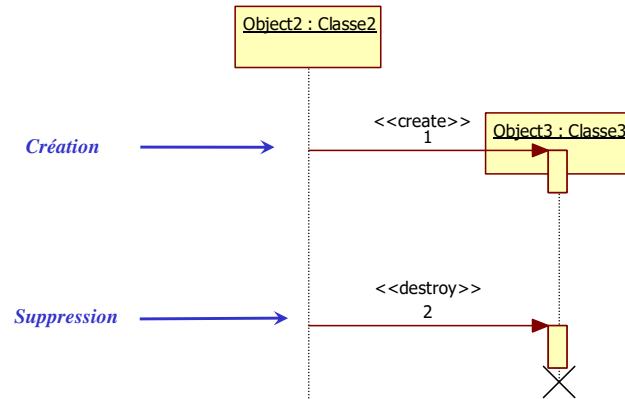 Object2 : Classe2
<<create>>
Création
1
Object3 : Classe3
<<destroy>>
Suppression
2